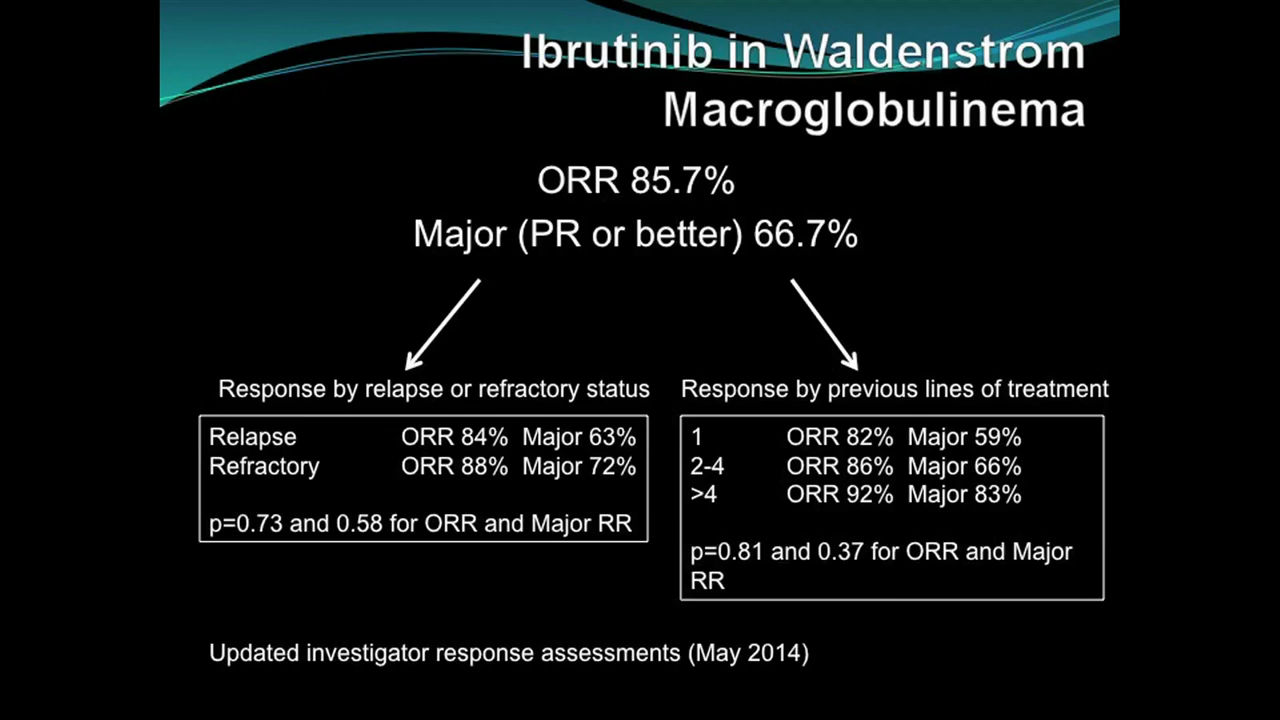 Ibrutinib in Waldenstrom
Macroglobulinema
ORR 85.7%
Major (PR or better) 66.7%
Response by relapse or refractory status
Relapse ORR 84% Major 63%
Refractory ORR 88% Major 72%
p=0.73 and 0.58 for ORR and Major RR
Response by previous lines of treatment
1 ORR 82% Major 59%
2-4 ORR 86% Major 66%
>4 ORR 92% Major 83%
p=0.81 and 0.37 for ORR and Major
RR
Updated investigator response assessments (May 2014)